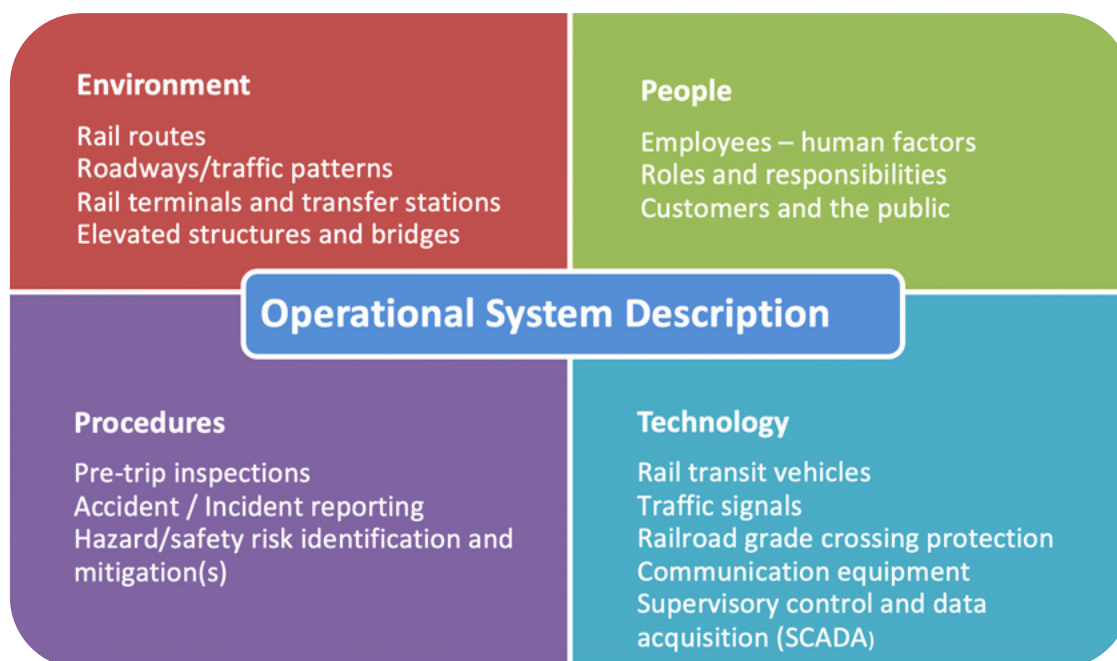 Environment
Rail routes
Roadways/traffic patterns
Rail terminals and transfer stations
Elevated structures and bridges
People
Employees – human factors
Roles and responsibilities
Customers and the public
Operational System Description
Procedures
Pre-trip inspections
Accident / Incident reporting
Hazard/safety risk identification and
mitigation(s)
Technology
Rail transit vehicles
Traffic signals
Railroad grade crossing protection
Communication equipment
Supervisory control and data
acquisition (SCADA)